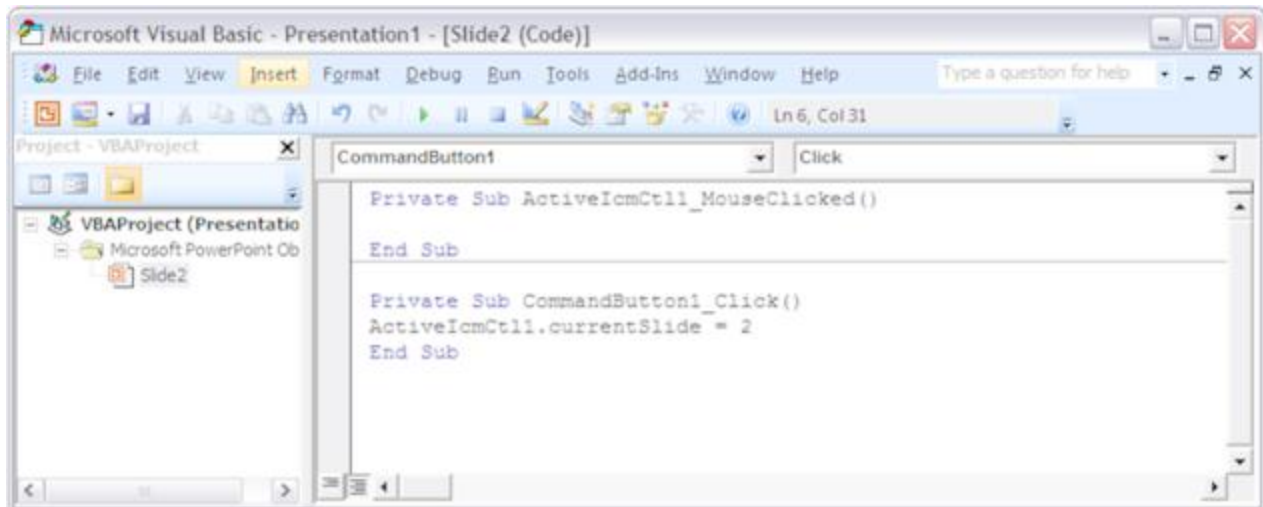 Microsoft Visual Basic - Presentation1 - [Slide2 (Code)]
File Edit View Insert Format Debug Run Tools Add-Ins Window Help Type a question for help
Ln 6, Col 31
Project - VBAProject
CommandButton1 Click
VBAProject (Presentatio
Microsoft PowerPoint Ob
Slide2
Private Sub ActiveIcmCtl1_MouseClicked()
End Sub
Private Sub CommandButton1_Click()
ActiveIcmCtl1.currentSlide = 2
End Sub